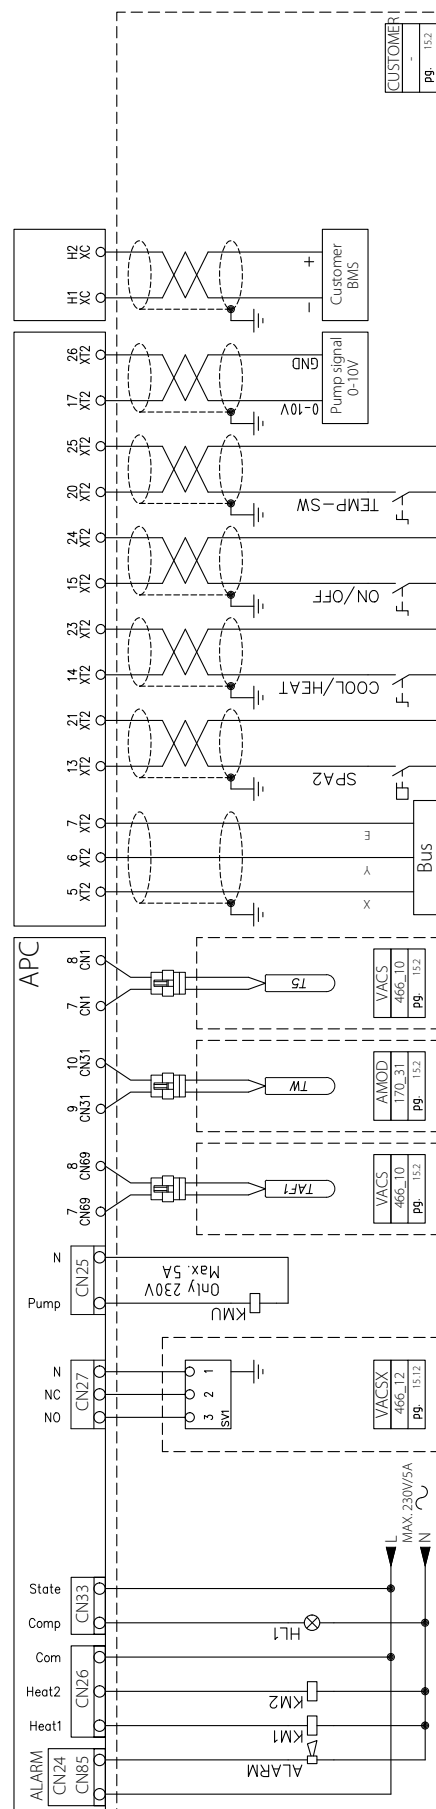 CUSTOMER
-
pg. 15.2
H2
XC
H1
XC
+
-
Customer
BMS
26
XT2
17
XT2
GND
0-10V
Pump signal
0-10V
25
XT2
20
XT2
TEMP-SW
24
XT2
15
XT2
ON/OFF
23
XT2
14
XT2
COOL/HEAT
21
XT2
13
XT2
SPA2
7
XT2
6
XT2
5
XT2
E
Y
X
Bus
APC
8
CN1
7
CN1
T5
VACS
466_10
pg. 15.2
10
CN31
9
CN31
TW
AMOD
170_31
pg. 15.2
8
CN69
7
CN69
TAF1
VACS
466_10
pg. 15.2
N
Pump
CN25
Only 230V
Max. 5A
KMU
N
NC
NO
CN27
1
2
3
SV1
VACSX
466_12
pg. 15.12
MAX. 230V/5A
L
N
State
Comp
CN33
HL1
Com
Heat2
Heat1
CN26
KM2
KM1
ALARM
CN24
CN85
ALARM